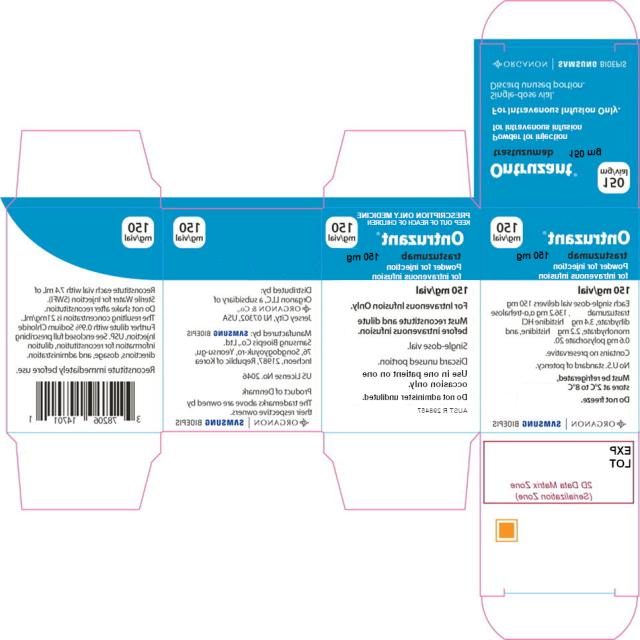 Ontruzant®
150
mg/vial
trastuzumab 150 mg
Powder for injection
for intravenous infusion
For Intravenous Infusion Only.
Single-dose vial.
Discard unused portion.
ORGANON | SAMSUNG BIOEPIS
150
mg/vial
Ontruzant®
trastuzumab 150 mg
Powder for injection
for intravenous infusion
150 mg/vial
Each single-dose vial delivers 150 mg
trastuzumab, 136.2 mg α,α-trehalose
dihydrate, 3.4 mg histidine HCl
monohydrate, 2.2 mg histidine, and
0.6 mg polysorbate 20.
Contains no preservative.
No U.S. standard of potency.
Must be refrigerated,
store at 2°C to 8°C
Do not freeze.
ORGANON | SAMSUNG BIOEPIS
PRESCRIPTION ONLY MEDICINE
KEEP OUT OF REACH OF CHILDREN
150
mg/vial
Ontruzant®
trastuzumab 150 mg
Powder for injection
for intravenous infusion
150 mg/vial
For Intravenous Infusion Only.
Must reconstitute and dilute
before intravenous infusion
Single-dose vial.
Discard unused portion.
Use in one patient on one
occasion only.
Do not administer undiluted.
AUST R 298457
150
mg/vial
Distributed by:
Organon LLC, a subsidiary of
ORGANON & Co.,
Jersey City, NJ 07302, USA
Manufactured by: SAMSUNG BIOEPIS
Samsung Bioepis Co., Ltd.,
76, Songdogyoyuk-ro, Yeonsu-gu,
Incheon, 21987, Republic of Korea
US License No. 2046
Product of Denmark
The trademarks above are owned by
their respective owners.
ORGANON | SAMSUNG BIOEPIS
150
mg/vial
Reconstitute each vial with 7.4 mL of
Sterile Water for Injection (SWFI).
Do not shake after reconstitution.
The resulting concentration is 21 mg/mL.
Further dilute with 0.9% Sodium Chloride
Injection, USP. See enclosed full prescribing
information for reconstitution, dilution
directions, dosage, and administration.
Reconstitute immediately before use.
3 78206 14701 1
EXP
LOT
2D Data Matrix Zone
(Serialization Zone)